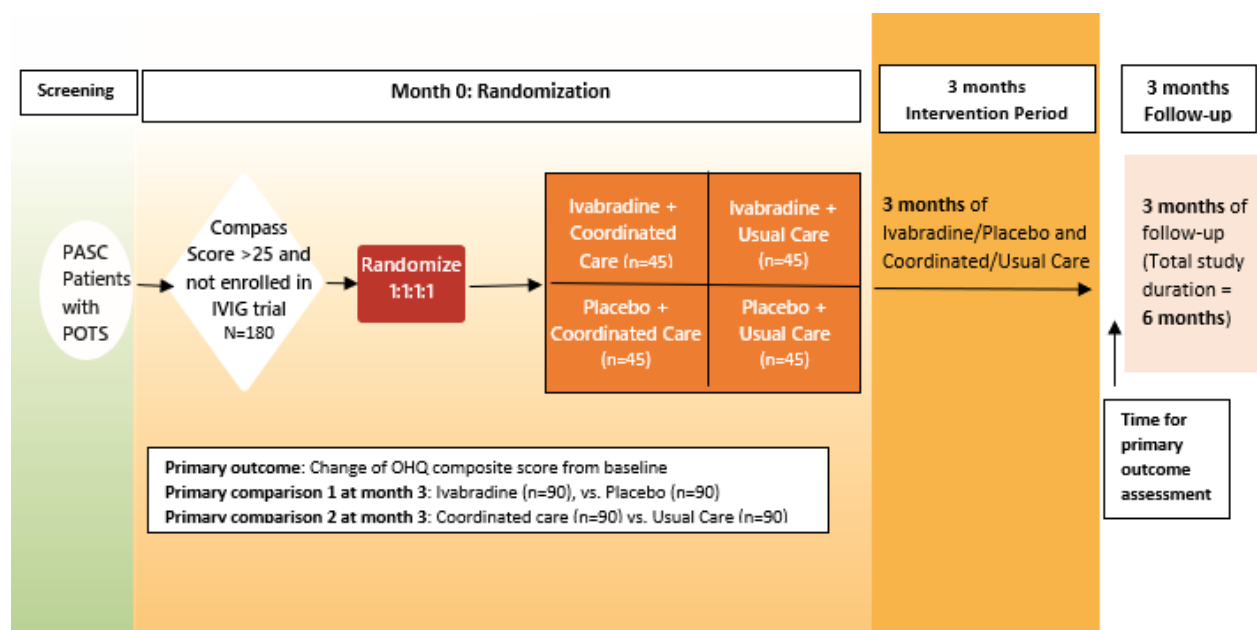 Screening
Month 0: Randomization
3 months
Intervention Period
3 months
Follow-up
PASC
Patients
with
POTS
Compass
Score >25 and
not enrolled in
IVIG trial
N=180
Randomize
1:1:1:1
Ivabradine +
Coordinated
Care (n=45)
Ivabradine +
Usual Care
(n=45)
Placebo +
Coordinated Care
(n=45)
Placebo +
Usual Care
(n=45)
3 months of
Ivabradine/Placebo and
Coordinated/Usual Care
3 months of
follow-up
(Total study
duration =
6 months)
Time for
primary
outcome
assessment
Primary outcome: Change of OHQ composite score from baseline
Primary comparison 1 at month 3: Ivabradine (n=90), vs. Placebo (n=90)
Primary comparison 2 at month 3: Coordinated care (n=90) vs. Usual Care (n=90)